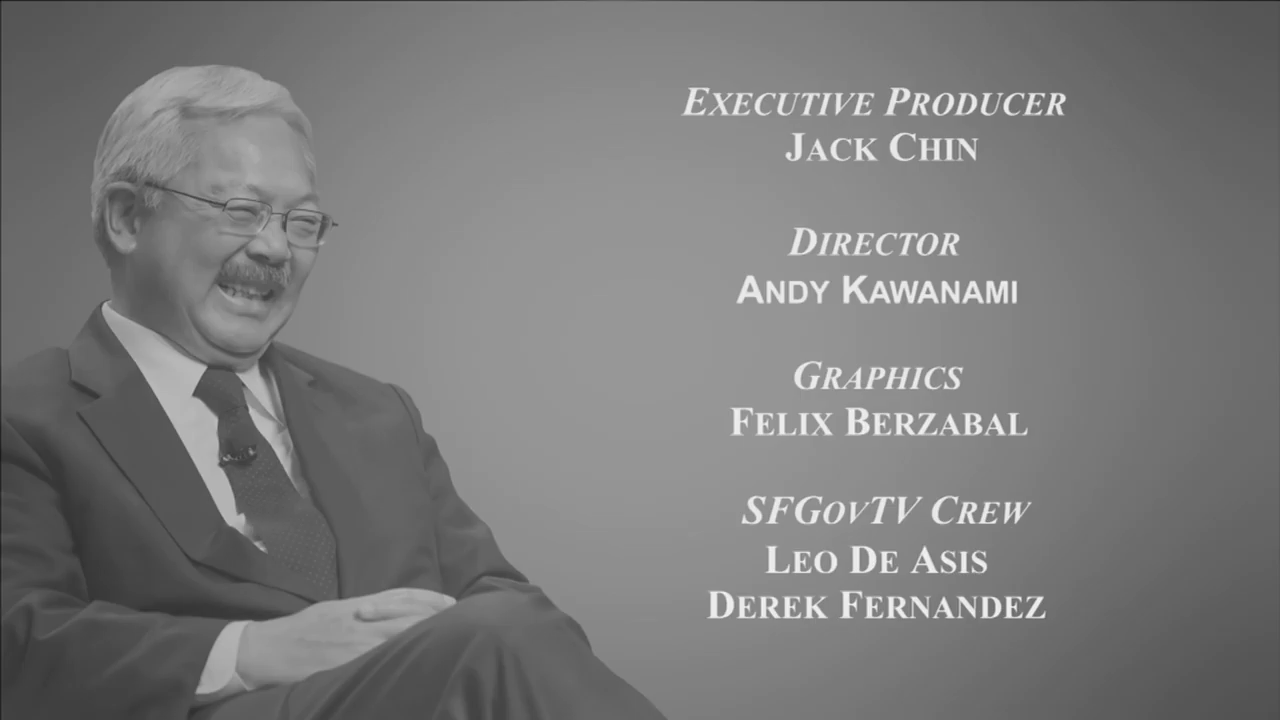 EXECUTIVE PRODUCER
JACK CHIN
DIRECTOR
ANDY KAWANAMI
GRAPHICS
FELIX BERZABAL
SFGOVTV CREW
LEO DE ASIS
DEREK FERNANDEZ